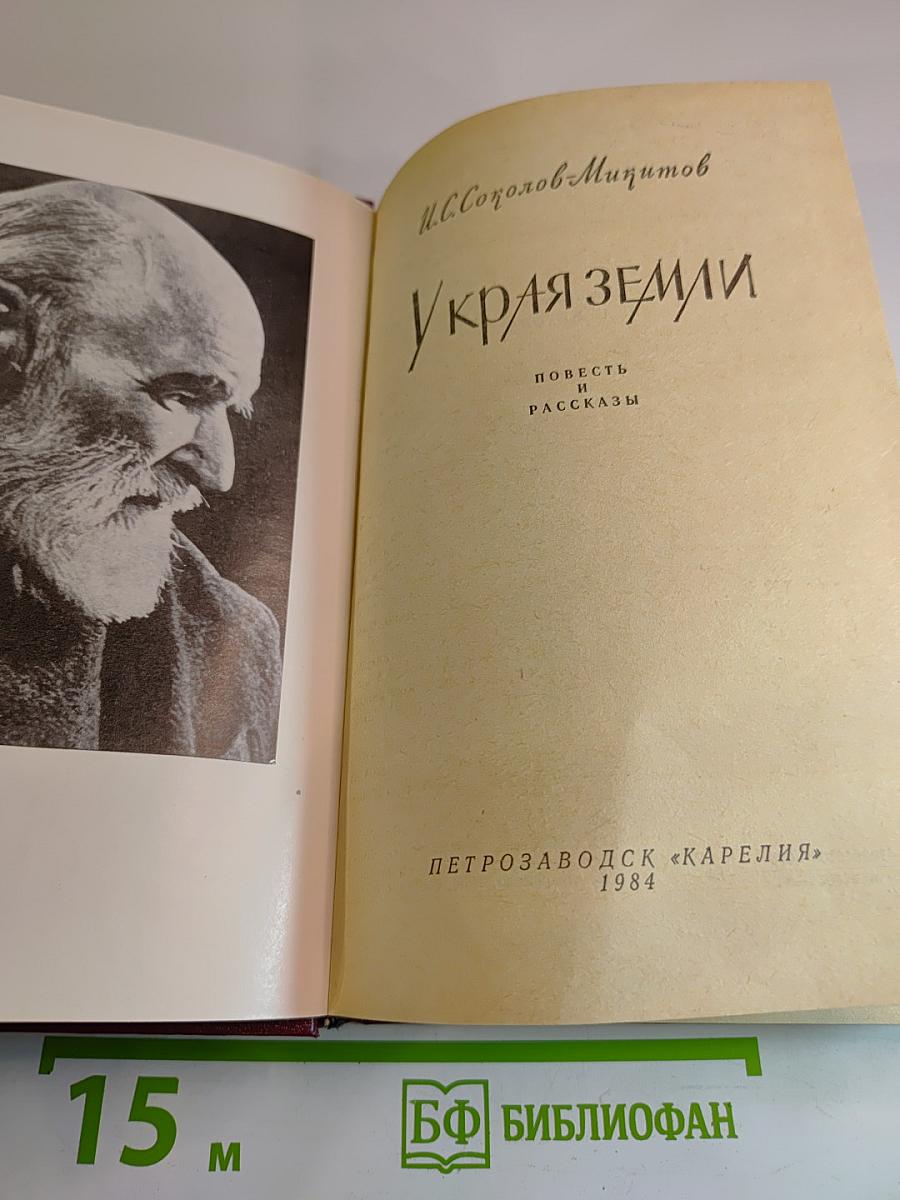 И.С.Соколов-Микитов
У края земли
ПОВЕСТЬ
И
РАССКАЗЫ
ПЕТРОЗАВОДСК «КАРЕЛИЯ»
1984
15 м
БФ БИБЛИОФАН